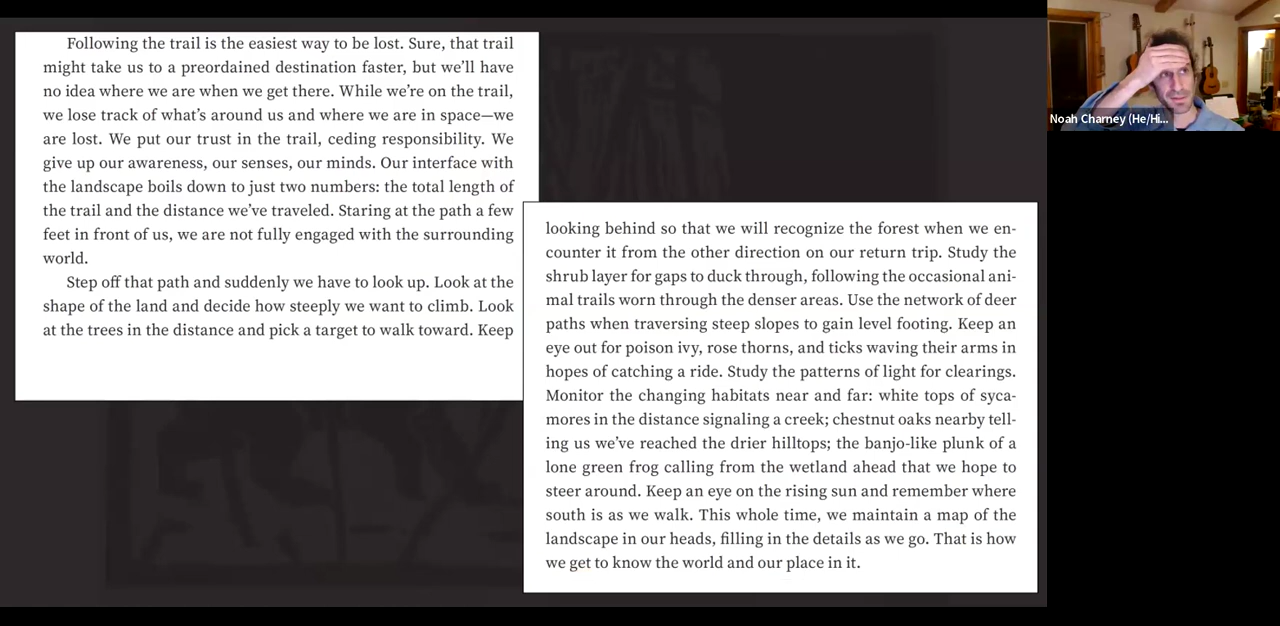 Following the trail is the easiest way to be lost. Sure, that trail
might take us to a preordained destination faster, but we’ll have
no idea where we are when we get there. While we’re on the trail,
we lose track of what’s around us and where we are in space—we
are lost. We put our trust in the trail, ceding responsibility. We
give up our awareness, our senses, our minds. Our interface with
the landscape boils down to just two numbers: the total length of
the trail and the distance we’ve traveled. Staring at the path a few
feet in front of us, we are not fully engaged with the surrounding
world.
Step off that path and suddenly we have to look up. Look at the
shape of the land and decide how steeply we want to climb. Look
at the trees in the distance and pick a target to walk toward. Keep
looking behind so that we will recognize the forest when we en-
counter it from the other direction on our return trip. Study the
shrub layer for gaps to duck through, following the occasional ani-
mal trails worn through the denser areas. Use the network of deer
paths when traversing steep slopes to gain level footing. Keep an
eye out for poison ivy, rose thorns, and ticks waving their arms in
hopes of catching a ride. Study the patterns of light for clearings.
Monitor the changing habitats near and far: white tops of syca-
mores in the distance signaling a creek; chestnut oaks nearby tell-
ing us we’ve reached the drier hilltops; the banjo-like plunk of a
lone green frog calling from the wetland ahead that we hope to
steer around. Keep an eye on the rising sun and remember where
south is as we walk. This whole time, we maintain a map of the
landscape in our heads, filling in the details as we go. That is how
we get to know the world and our place in it.
Noah Charney (He/Hi...